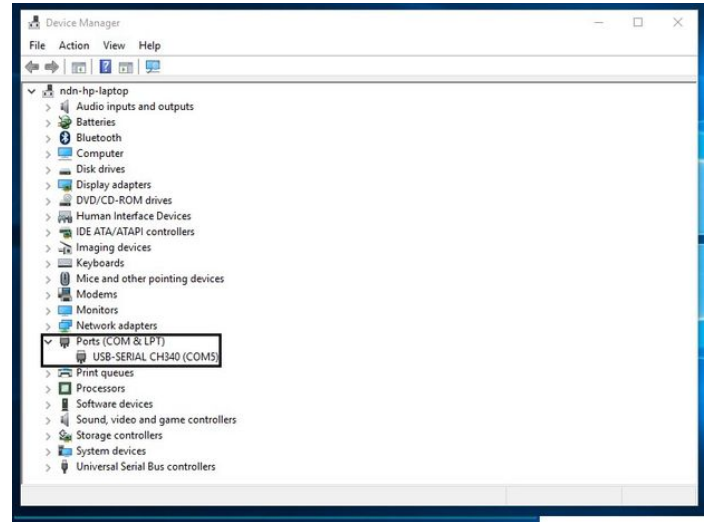 Device Manager
File Action View Help
ndn-hp-laptop
Audio inputs and outputs
Batteries
Bluetooth
Computer
Disk drives
Display adapters
DVD/CD-ROM drives
Human Interface Devices
IDE ATA/ATAPI controllers
Imaging devices
Keyboards
Mice and other pointing devices
Modems
Monitors
Network adapters
Ports (COM & LPT)
USB-SERIAL CH340 (COM5)
Print queues
Processors
Software devices
Sound, video and game controllers
Storage controllers
System devices
Universal Serial Bus controllers